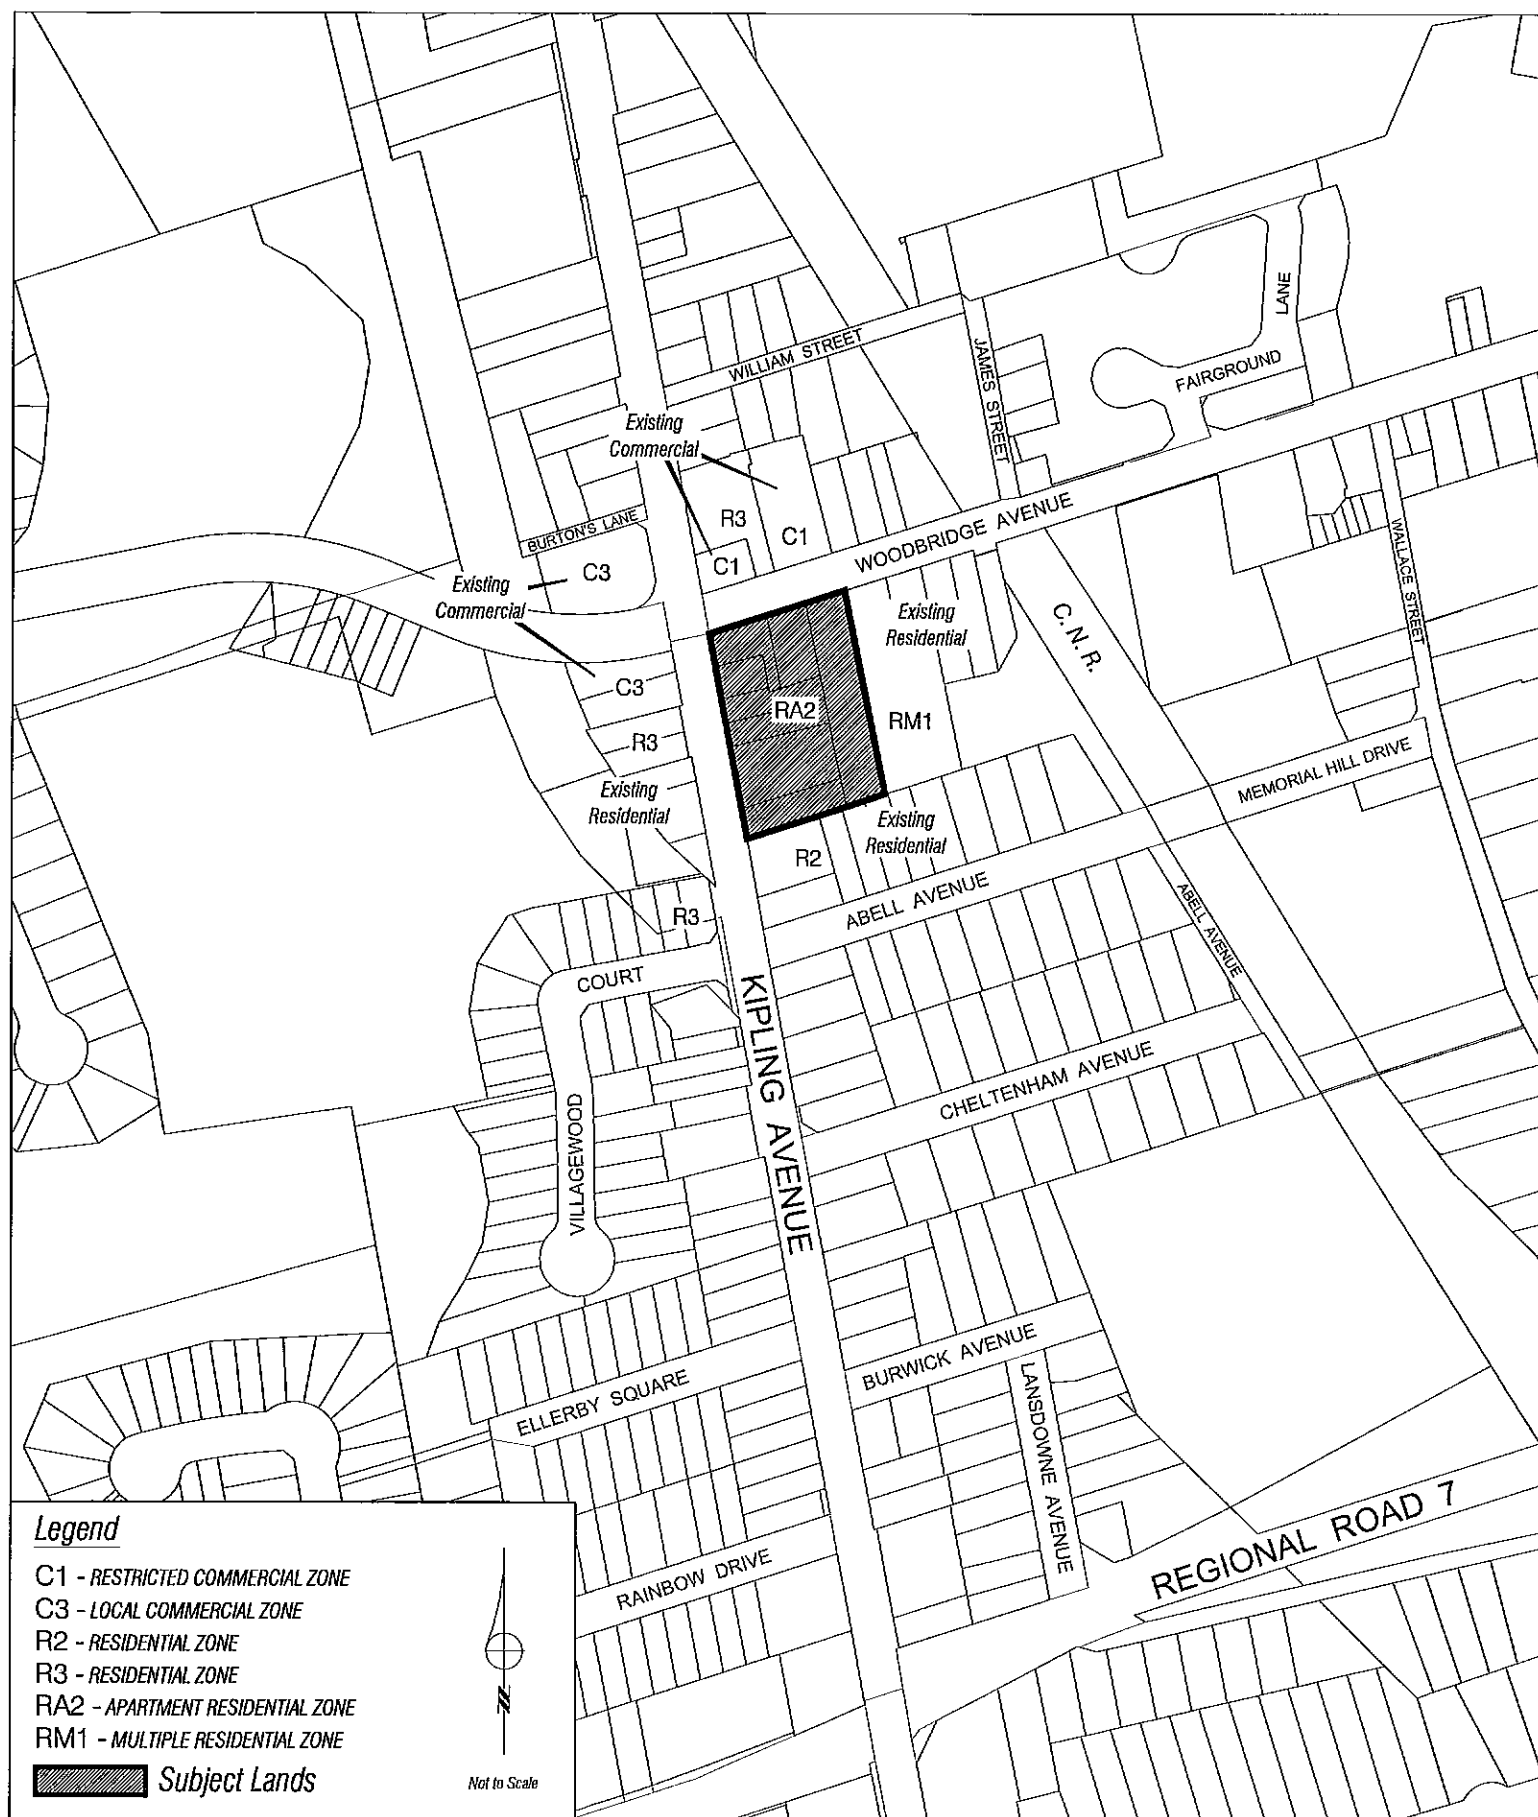 LANE
WILLIAM STREET
JAMES STREET
FAIRGROUND
Existing
Commercial
R3
C1
C1
WOODBRIDGE AVENUE
BURTON'S LANE
WALLACE STREET
Existing
Commercial
C3
Existing
Residential
C. N. R.
C3
RA2
RM1
R3
MEMORIAL HILL DRIVE
Existing
Residential
Existing
Residential
R2
ABELL AVENUE
ABELL AVENUE
R3
COURT
KIPLING AVENUE
CHELTENHAM AVENUE
VILLAGEWOOD
BURWICK AVENUE
ELLERBY SQUARE
LANSDOWNE AVENUE
REGIONAL ROAD 7
RAINBOW DRIVE
Legend
C1 - RESTRICTED COMMERCIAL ZONE
C3 - LOCAL COMMERCIAL ZONE
R2 - RESIDENTIAL ZONE
R3 - RESIDENTIAL ZONE
RA2 - APARTMENT RESIDENTIAL ZONE
RM1 - MULTIPLE RESIDENTIAL ZONE
Subject Lands
N
Not to Scale